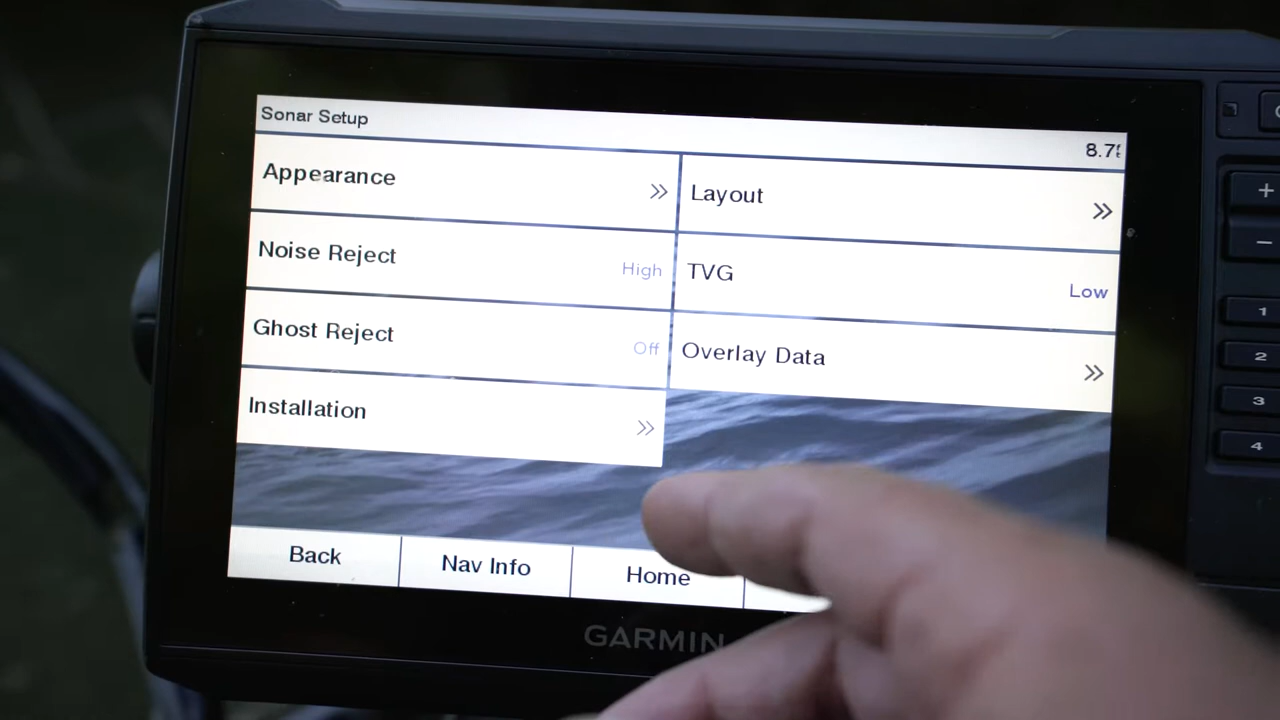 Sonar Setup
8.7
Appearance
Layout
Noise Reject High
TVG Low
Ghost Reject Off
Overlay Data
Installation
Back
Nav Info
Home
GARMIN
+
−
1
2
3
4